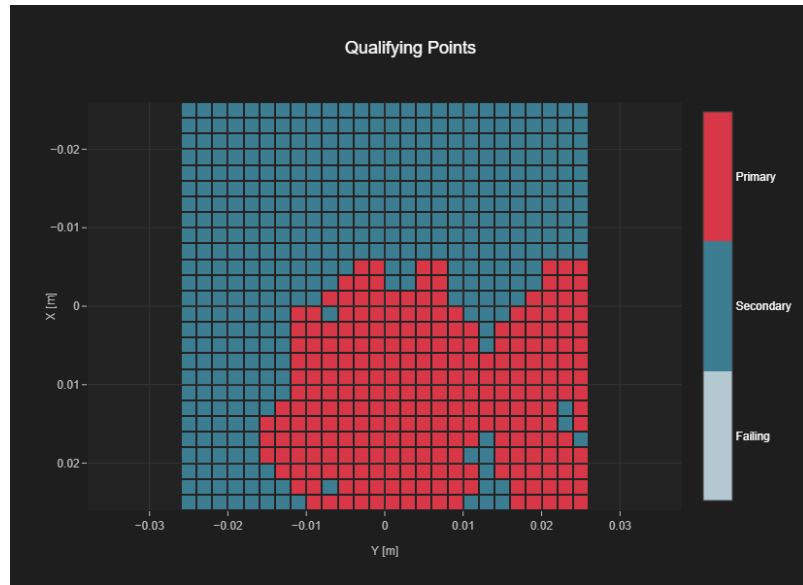 Qualifying Points
−0.02
−0.01
0
0.01
0.02
X [m]
−0.03
−0.02
−0.01
0
0.01
0.02
0.03
Y [m]
Primary
Secondary
Failing